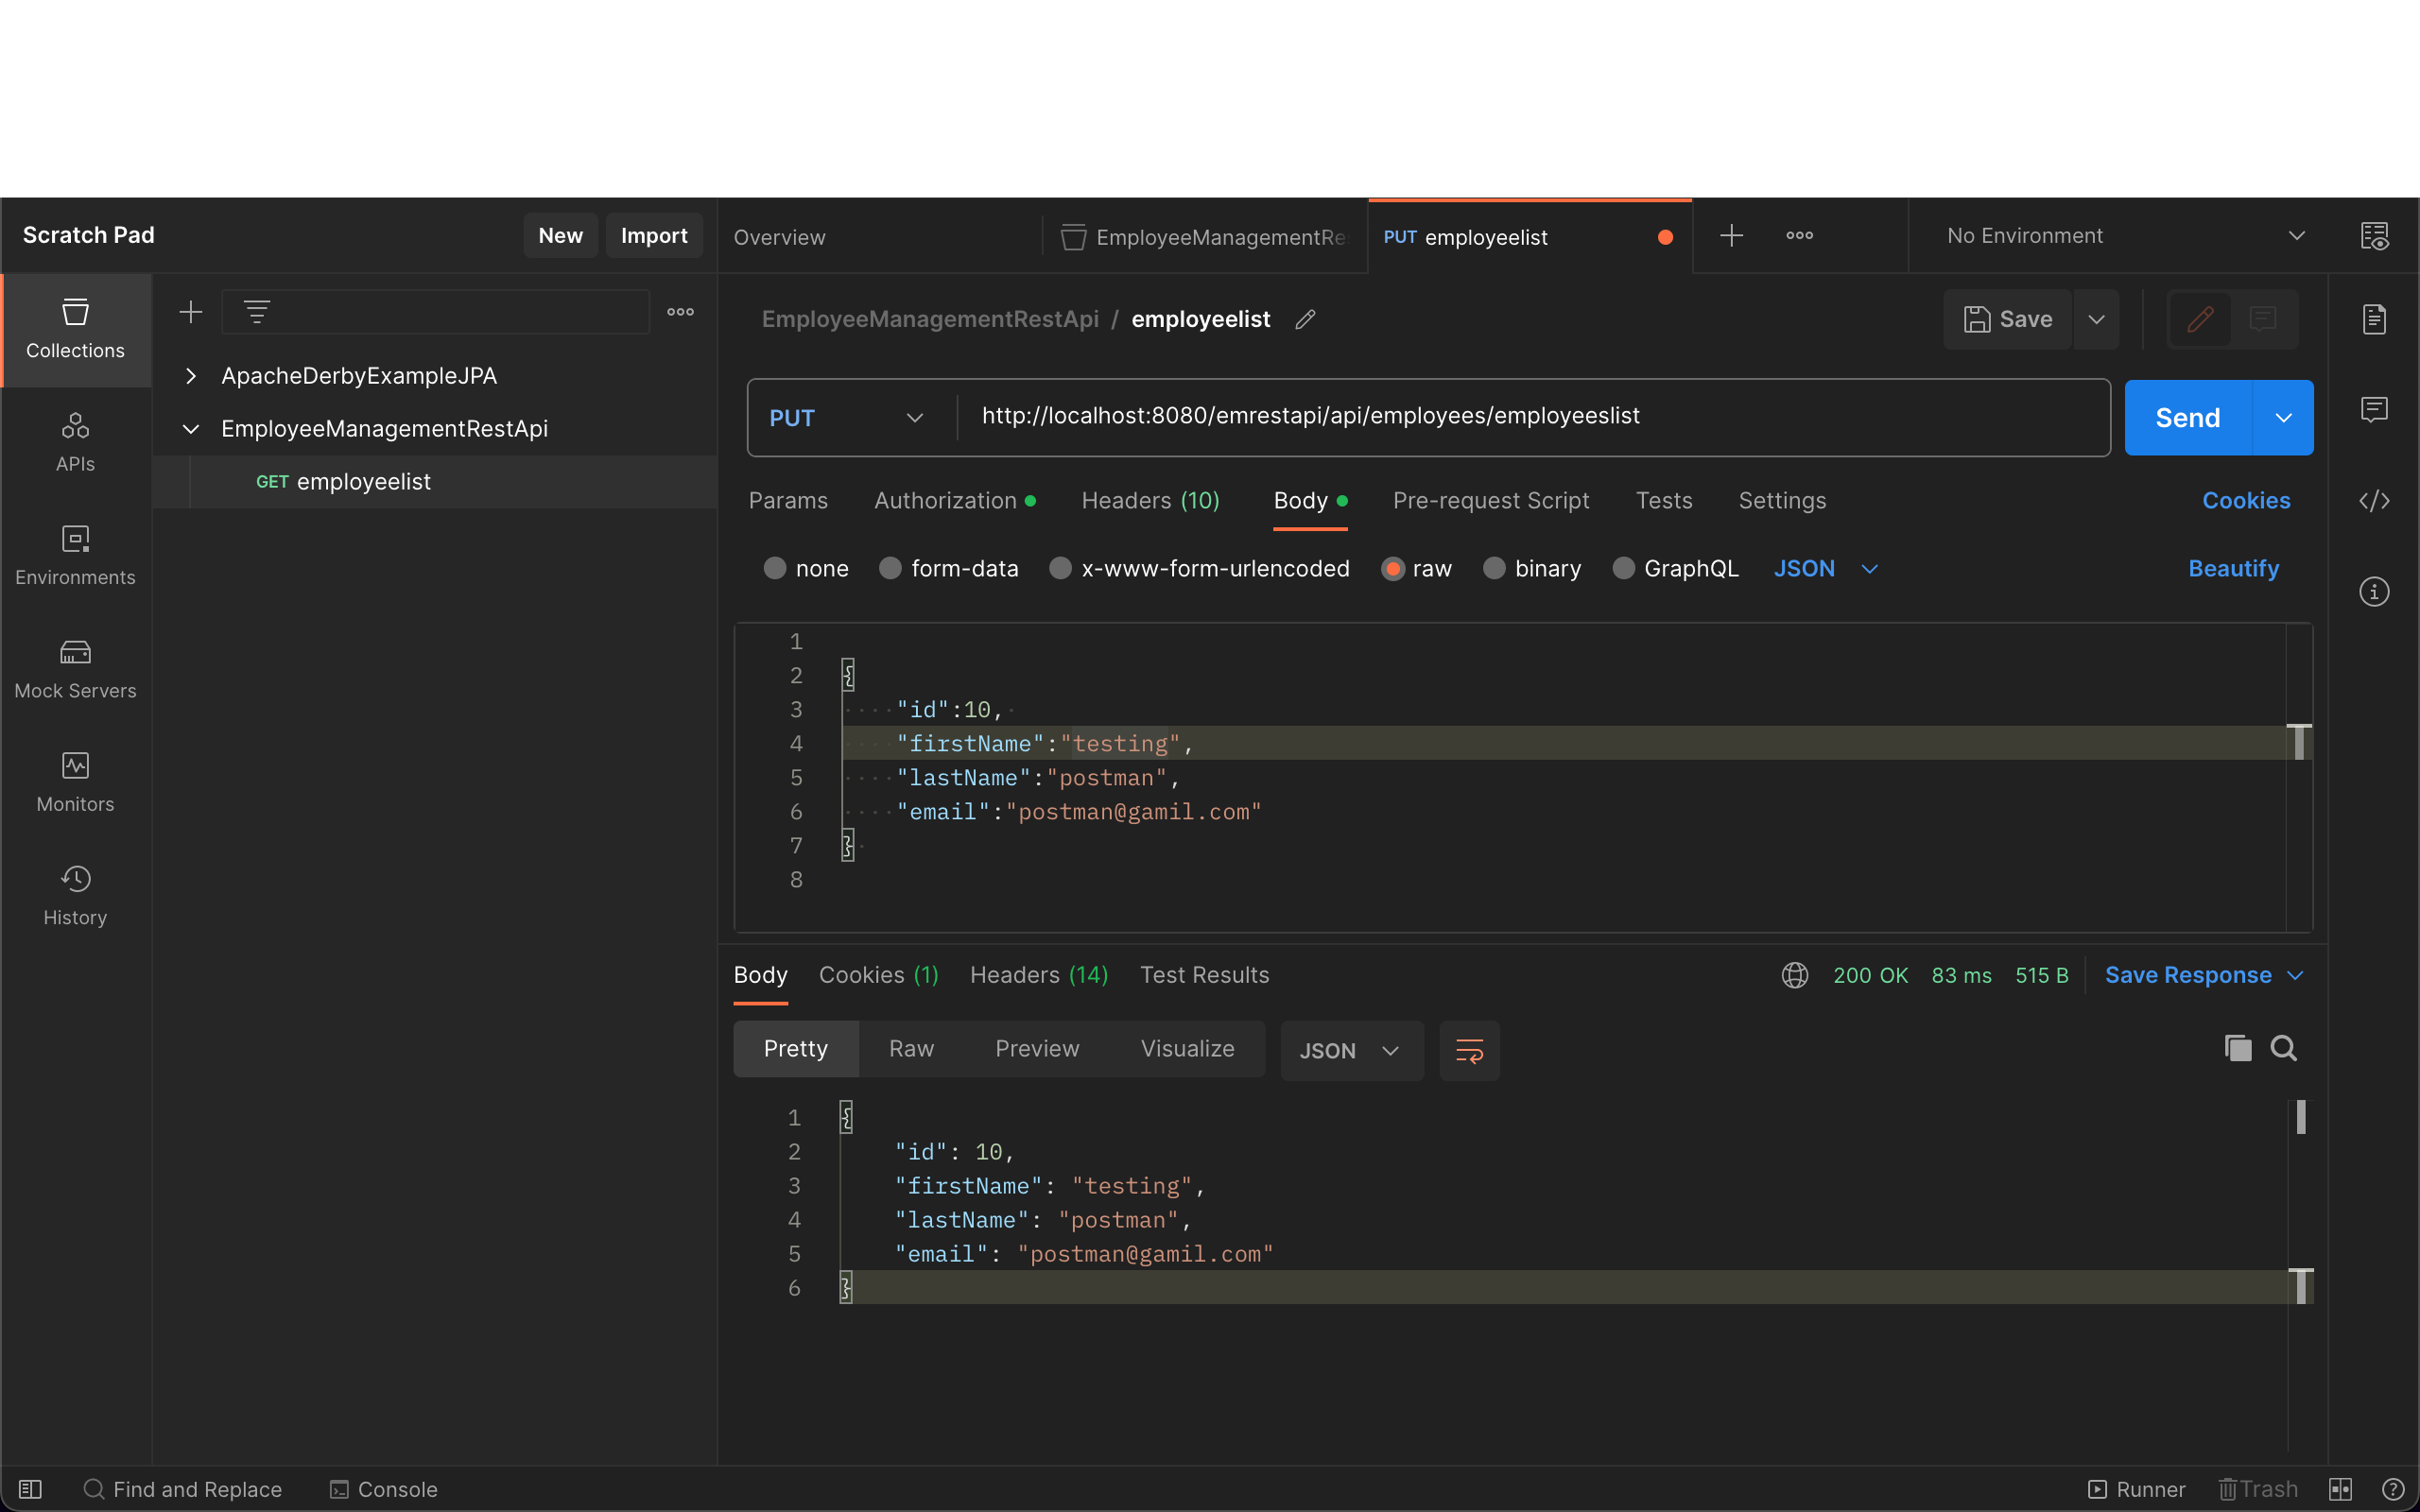 Scratch Pad
New
Import
Overview
EmployeeManagementRe
PUT employeelist
No Environment
Collections
APIs
Environments
Mock Servers
Monitors
History
ApacheDerbyExampleJPA
EmployeeManagementRestApi
GET employeelist
EmployeeManagementRestApi / employeelist
Save
PUT
http://localhost:8080/emrestapi/api/employees/employeeslist
Send
Params Authorization Headers (10) Body Pre-request Script Tests Settings Cookies
none form-data x-www-form-urlencoded raw binary GraphQL JSON Beautify
1
2 {
3 "id":10,
4 "firstName":"testing",
5 "lastName":"postman",
6 "email":"postman@gamil.com"
7 }
8
Body Cookies (1) Headers (14) Test Results
200 OK 83 ms 515 B Save Response
Pretty Raw Preview Visualize JSON
1 {
2 "id": 10,
3 "firstName": "testing",
4 "lastName": "postman",
5 "email": "postman@gamil.com"
6 }
Find and Replace Console Runner Trash